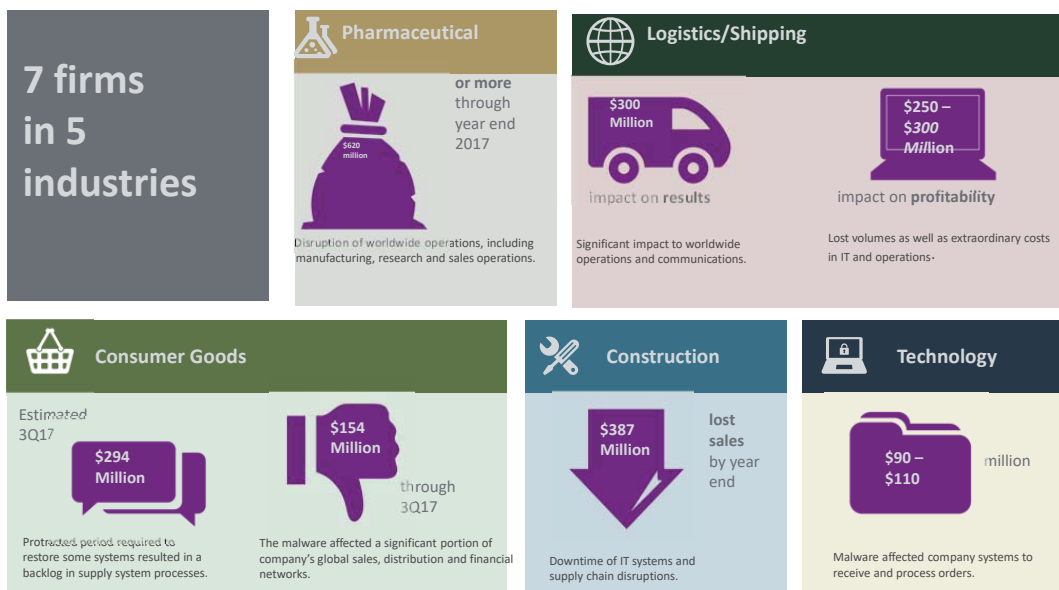 7 firms
in 5
industries
Pharmaceutical
$620
million
or more
through
year end
2017
Disruption of worldwide operations, including
manufacturing, research and sales operations.
Logistics/Shipping
$300
Million
impact on results
Significant impact to worldwide
operations and communications.
$250 –
$300
Million
impact on profitability
Lost volumes as well as extraordinary costs
in IT and operations.
Consumer Goods
Estimated
3Q17
$294
Million
Protracted period required to
restore some systems resulted in a
backlog in supply system processes.
$154
Million
through
3Q17
The malware affected a significant portion of
company's global sales, distribution and financial
networks.
Construction
$387
Million
lost
sales
by year
end
Downtime of IT systems and
supply chain disruptions.
Technology
$90 –
$110
million
Malware affected company systems to
receive and process orders.